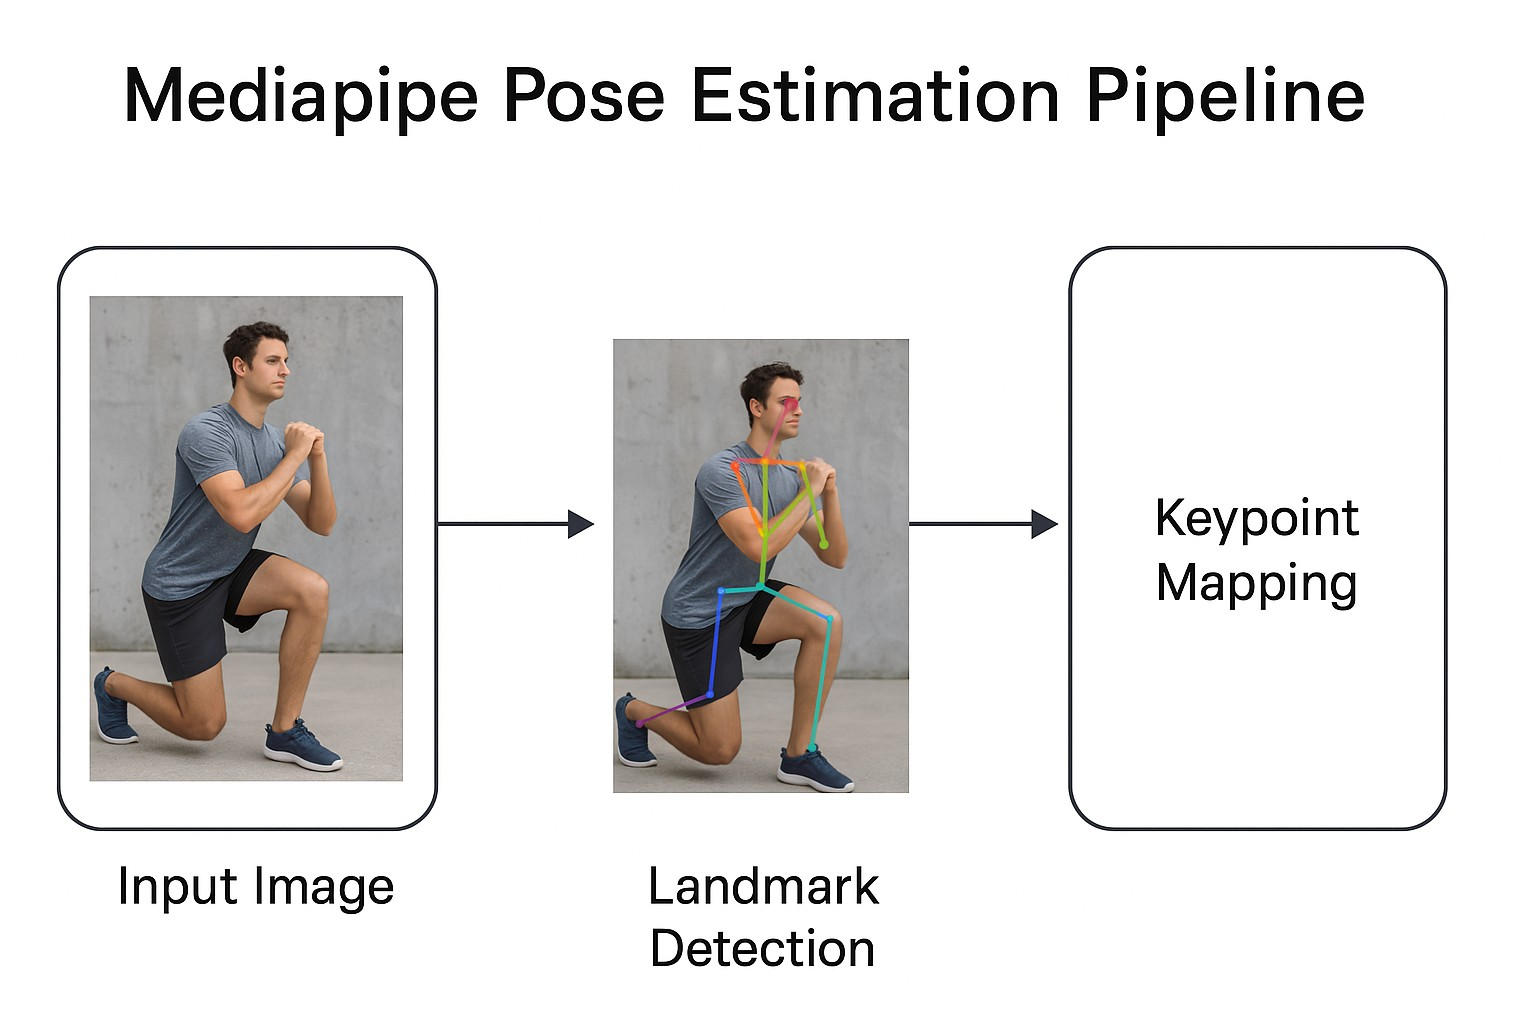 Mediapipe Pose Estimation Pipeline
Input Image
Landmark
Detection
Keypoint
Mapping